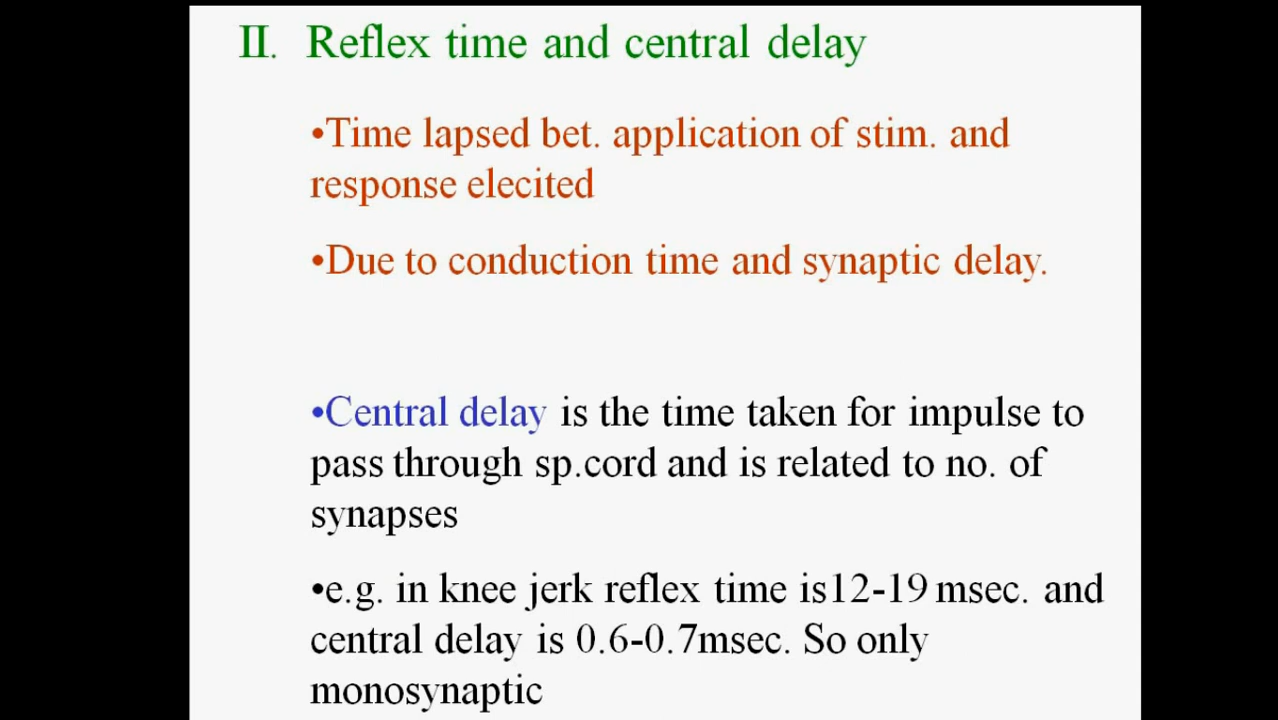 II. Reflex time and central delay
•Time lapsed bet. application of stim. and
response elecited
•Due to conduction time and synaptic delay.
•Central delay is the time taken for impulse to
pass through sp.cord and is related to no. of
synapses
•e.g. in knee jerk reflex time is12-19 msec. and
central delay is 0.6-0.7msec. So only
monosynaptic